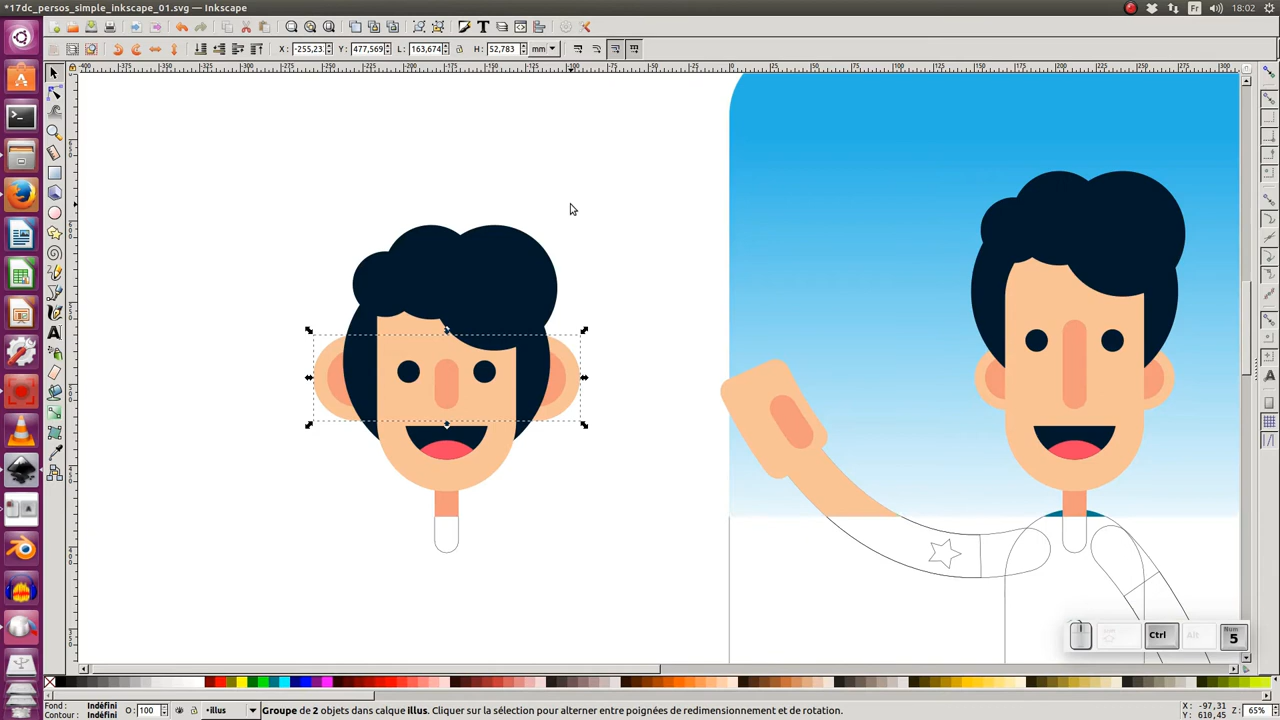 *17dc_persos_simple_inkscape_01.svg - Inkscape
Fr
18:02
X: -255,23
Y: 477,569
L: 163,674
H: 52,783
mm
Ctrl
Alt
Num
5
Fond : Indéfini
Contour : Indéfini
O: 100
•illus
Groupe de 2 objets dans calque illus. Cliquer sur la sélection pour alterner entre poignées de redimensionnement et de rotation.
X: -97,31
Y: 610,45
Z: 65%